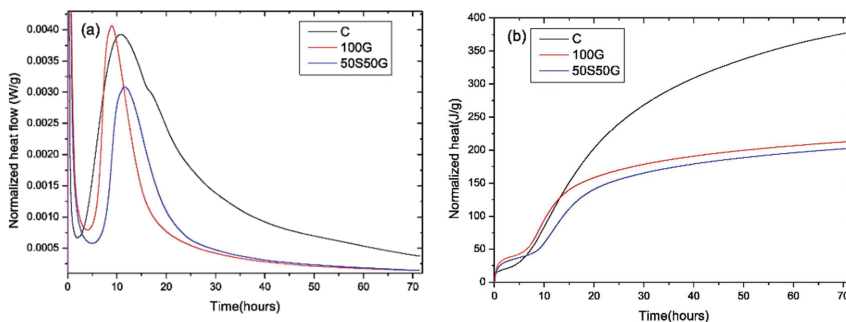 (a)
C
100G
50S50G
Normalized heat flow (W/g)
0.0040
0.0035
0.0030
0.0025
0.0020
0.0015
0.0010
0.0005
0 10 20 30 40 50 60 70
Time(hours)
(b)
C
100G
50S50G
Normalized heat(J/g)
400
350
300
250
200
150
100
50
0
0 10 20 30 40 50 60 70
Time(hours)